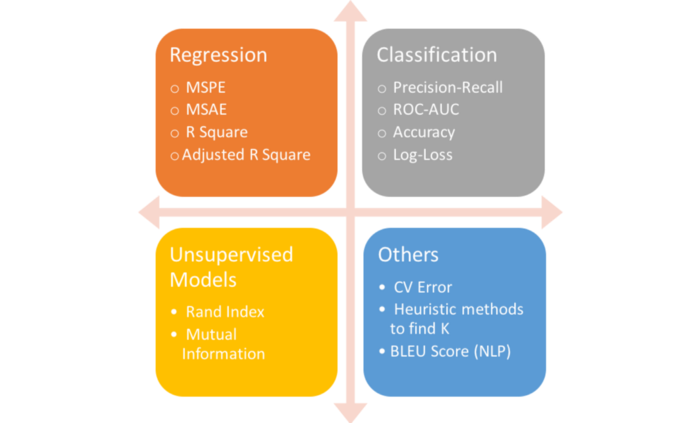 Regression
○ MSPE
○ MSAE
○ R Square
○ Adjusted R Square
Classification
○ Precision-Recall
○ ROC-AUC
○ Accuracy
○ Log-Loss
Unsupervised
Models
• Rand Index
• Mutual
Information
Others
• CV Error
• Heuristic methods
to find K
• BLEU Score (NLP)